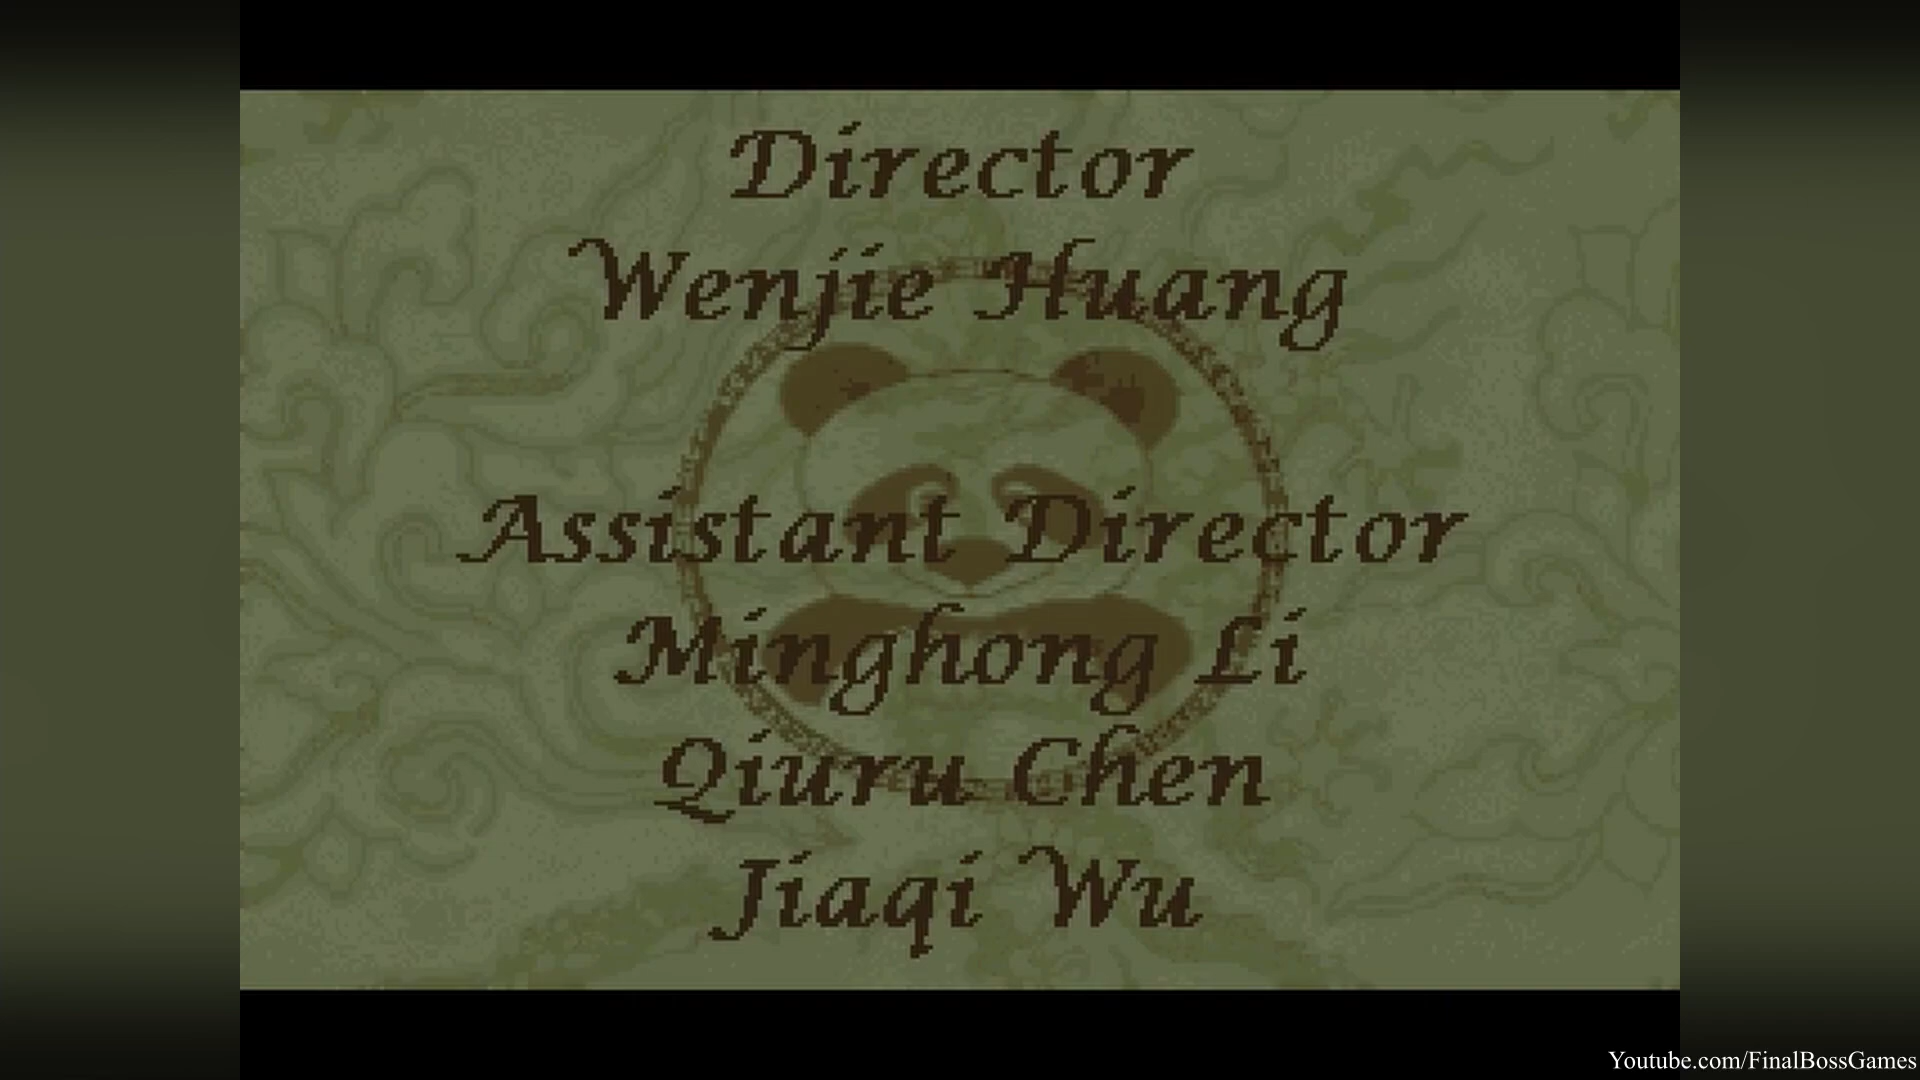 Director
Wenjie Huang
Assistant Director
Minghong Li
Qiuru Chen
Jiaqi Wu
Youtube.com/FinalBossGames